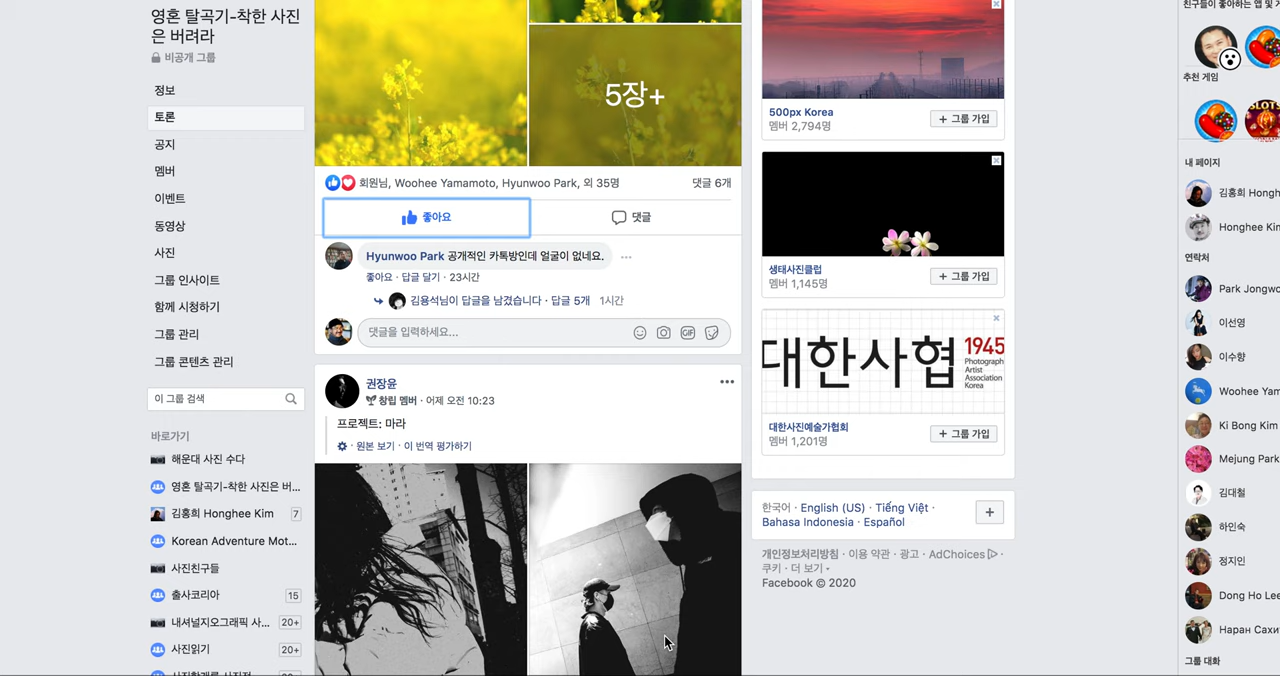 영혼 탈곡기-착한 사진
은 버려라
비공개 그룹
정보
토론
공지
멤버
이벤트
동영상
사진
그룹 인사이트
함께 시청하기
그룹 관리
그룹 콘텐츠 관리
이 그룹 검색
바로가기
해운대 사진 수다
영혼 탈곡기-착한 사진은 버...
김홍희 Honghee Kim 7
Korean Adventure Mot...
사진친구들
출사코리아 15
내셔널지오그래픽 사... 20+
사진읽기 20+
5장+
회원님, Woohee Yamamoto, Hyunwoo Park, 외 35명 댓글 6개
좋아요 댓글
Hyunwoo Park 공개적인 카톡방인데 얼굴이 없네요. ...
좋아요 · 답글 달기 · 23시간
김용석님이 답글을 남겼습니다 · 답글 5개 1시간
댓글을 입력하세요...
GIF
권장윤
창립 멤버 · 어제 오전 10:23
프로젝트: 마라
· 원본 보기 · 이 번역 평가하기
500px Korea
멤버 2,794명
+ 그룹 가입
생태사진클럽
멤버 1,145명
+ 그룹 가입
대한사협 1945
Photograph
Artist
Association
Korea
대한사진예술가협회
멤버 1,201명
+ 그룹 가입
한국어 · English (US) · Tiếng Việt ·
Bahasa Indonesia · Español
+
개인정보처리방침 · 이용 약관 · 광고 · AdChoices ·
쿠키 · 더 보기
Facebook © 2020
친구들이 좋아하는 앱 및
추천 게임
SLOTS
내 페이지
김홍희 Hongh
Honghee Kin
연락처
Park Jongwo
이선영
이수향
Woohee Yam
Ki Bong Kim
Mejung Park
김대철
하인숙
정지인
Dong Ho Lee
Наран Сахи
그룹 대화